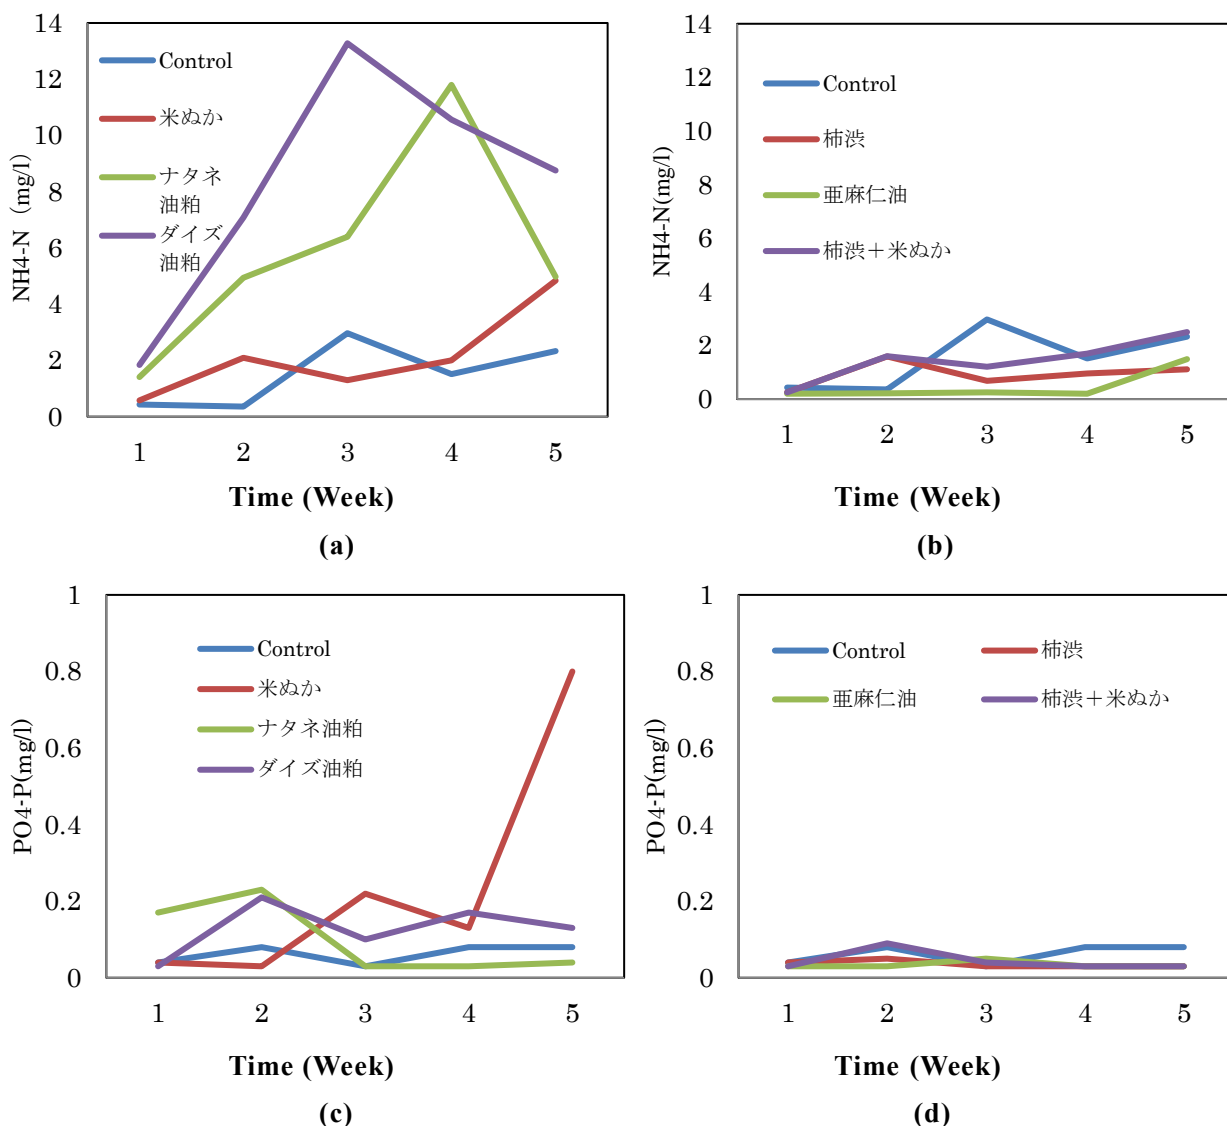 14
12
10
8
6
4
2
0
NH4-N（mg/l）
Control
米ぬか
ナタネ
油粕
ダイズ
油粕
1 2 3 4 5
Time (Week)
(a)
14
12
10
8
6
4
2
0
NH4-N(mg/l)
Control
柿渋
亜麻仁油
柿渋＋米ぬか
1 2 3 4 5
Time (Week)
(b)
1
0.8
0.6
0.4
0.2
0
PO4-P(mg/l)
Control
米ぬか
ナタネ油粕
ダイズ油粕
1 2 3 4 5
Time (Week)
(c)
1
0.8
0.6
0.4
0.2
0
PO4-P(mg/l)
Control 柿渋
亜麻仁油 柿渋＋米ぬか
1 2 3 4 5
Time (Week)
(d)